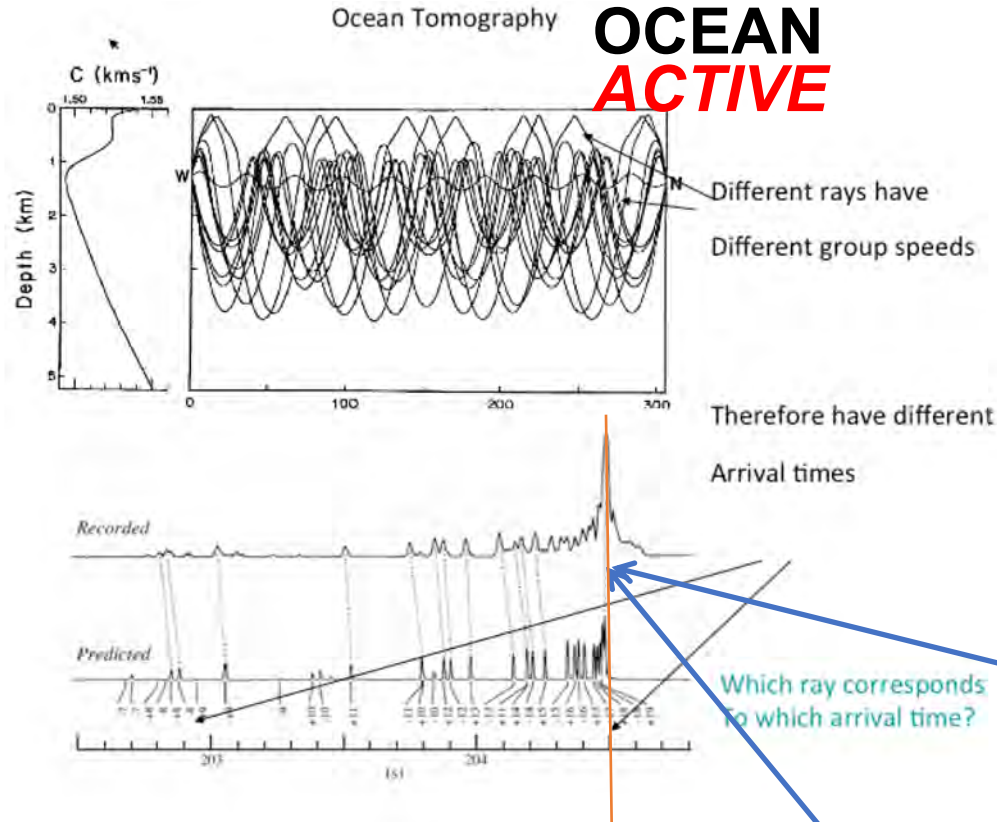 Ocean Tomography
OCEAN
ACTIVE
C (kms⁻¹)
1.50 1.55
0
1
2
3
4
5
Depth (km)
W
N
0 100 200 300
Different rays have
Different group speeds
Therefore have different
Arrival times
Recorded
Predicted
Which ray corresponds
To which arrival time?
203 204
(s)